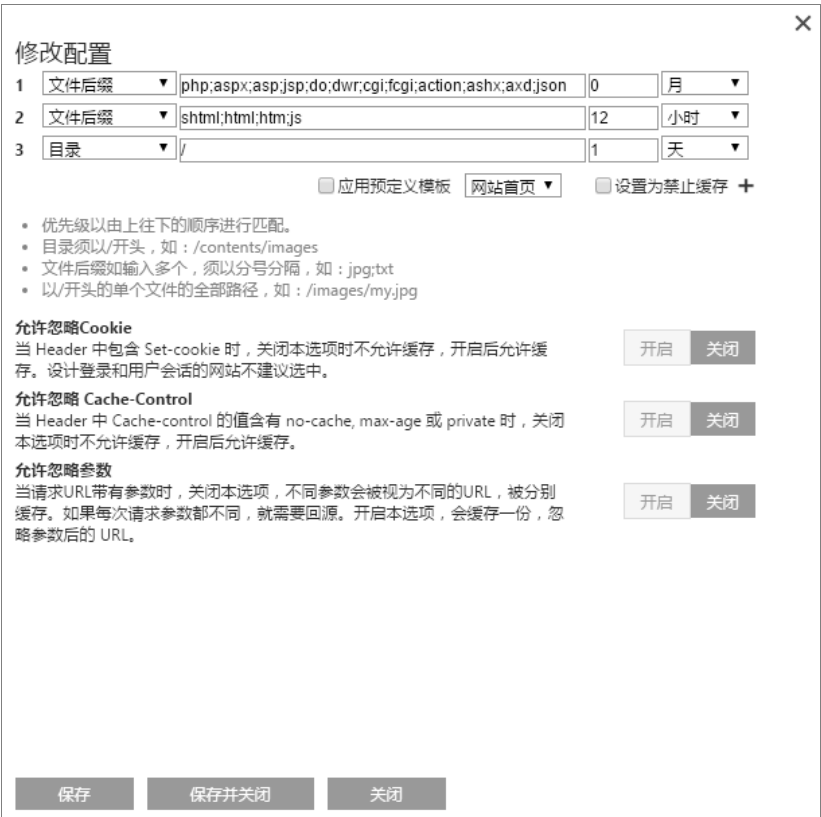 修改配置
1 文件后缀 php;aspx;asp;jsp;do;dwr;cgi;fcgi;action;ashx;axd;json 0 月
2 文件后缀 shtml;html;htm;js 12 小时
3 目录 / 1 天
应用预定义模板 网站首页 设置为禁止缓存
优先级以由上往下的顺序进行匹配。
目录须以/开头，如：/contents/images
文件后缀如输入多个，须以分号分隔，如：jpg;txt
以/开头的单个文件的全部路径，如：/images/my.jpg
允许忽略Cookie
当 Header 中包含 Set-cookie 时，关闭本选项时不允许缓存，开启后允许缓
存。设计登录和用户会话的网站不建议选中。
开启 关闭
允许忽略 Cache-Control
当 Header 中 Cache-control 的值含有 no-cache, max-age 或 private 时，关闭
本选项时不允许缓存，开启后允许缓存。
开启 关闭
允许忽略参数
当请求URL带有参数时，关闭本选项，不同参数会被视为不同的URL，被分别
缓存。如果每次请求参数都不同，就需要回源。开启本选项，会缓存一份，忽
略参数后的 URL。
开启 关闭
保存 保存并关闭 关闭